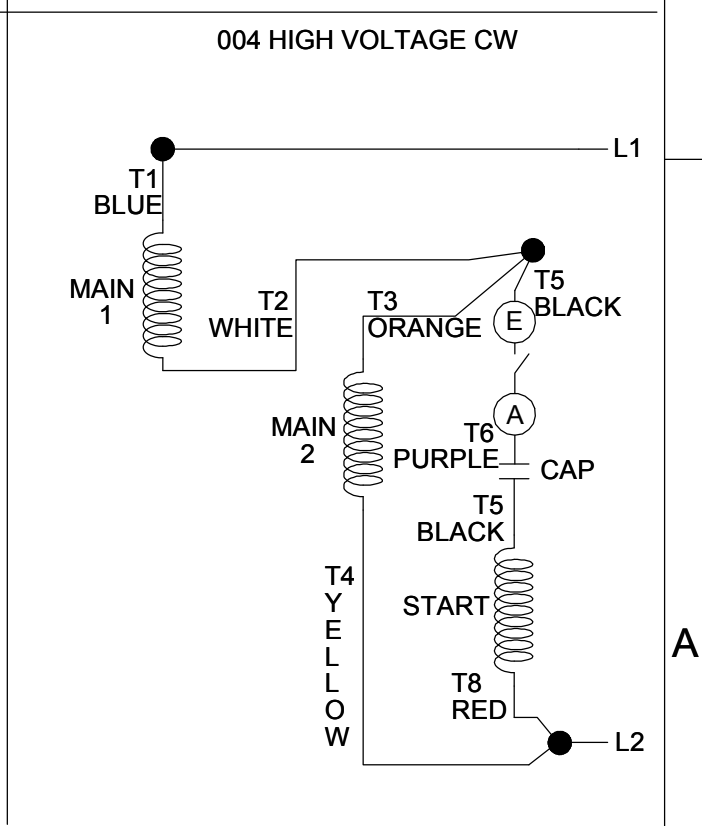 004 HIGH VOLTAGE CW
L1
T1
BLUE
MAIN
1
T2
WHITE
T3
ORANGE
T5
BLACK
E
A
MAIN
2
T6
PURPLE
CAP
T5
BLACK
START
T4
Y
E
L
L
O
W
T8
RED
L2
A